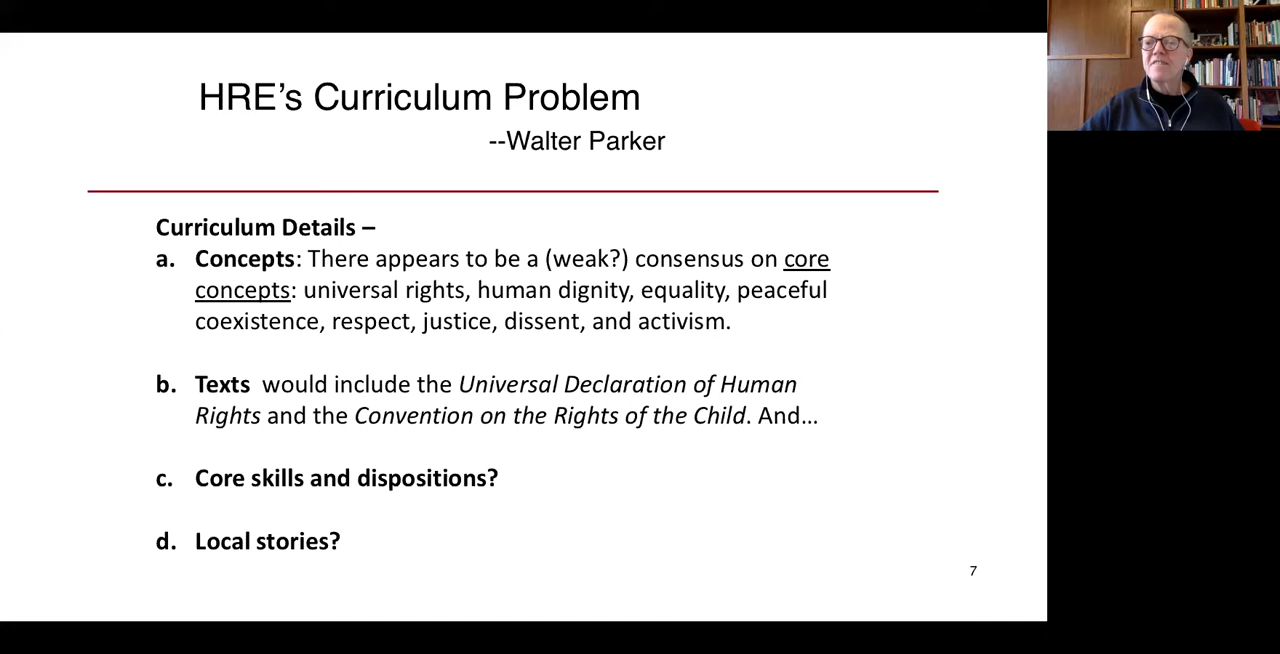 HRE’s Curriculum Problem
--Walter Parker
Curriculum Details –
a. Concepts: There appears to be a (weak?) consensus on core
concepts: universal rights, human dignity, equality, peaceful
coexistence, respect, justice, dissent, and activism.
b. Texts would include the Universal Declaration of Human
Rights and the Convention on the Rights of the Child. And…
c. Core skills and dispositions?
d. Local stories?
7